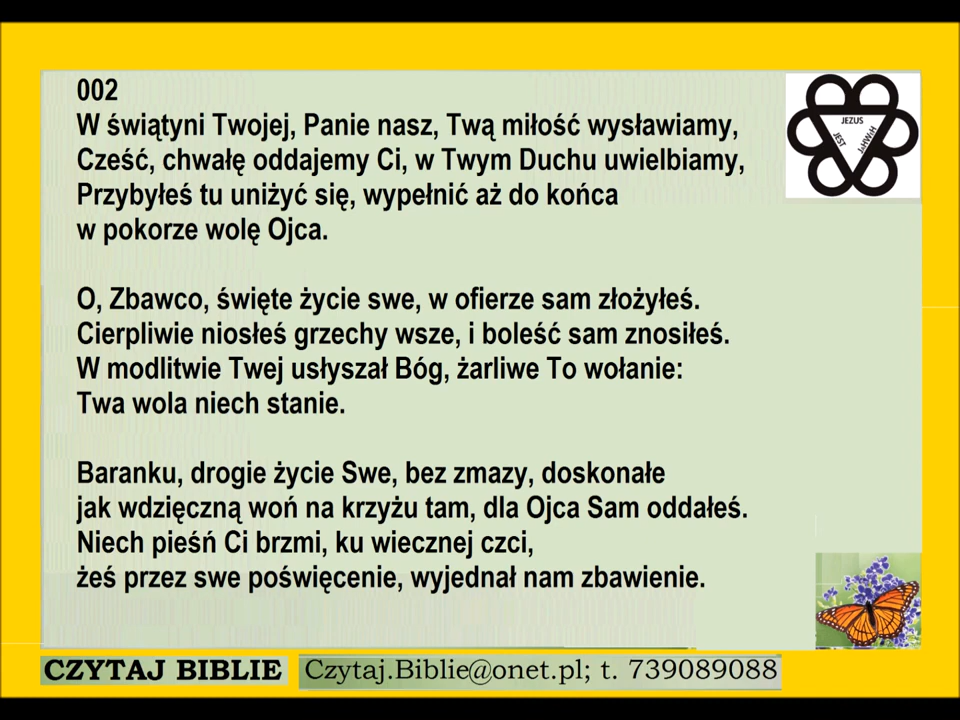 002
W świątyni Twojej, Panie nasz, Twą miłość wysławiamy,
Cześć, chwałę oddajemy Ci, w Twym Duchu uwielbiamy,
Przybyłeś tu uniżyć się, wypełnić aż do końca
w pokorze wolę Ojca.
O, Zbawco, święte życie swe, w ofierze sam złożyłeś.
Cierpliwie niosłeś grzechy wsze, i boleść sam znosiłeś.
W modlitwie Twej usłyszał Bóg, żarliwe To wołanie:
Twa wola niech stanie.
Baranku, drogie życie Swe, bez zmazy, doskonałe
jak wdzięczną woń na krzyżu tam, dla Ojca Sam oddałeś.
Niech pieśń Ci brzmi, ku wiecznej czci,
żeś przez swe poświęcenie, wyjednał nam zbawienie.
JEZUS
JEST
JaHWeH
CZYTAJ BIBLIE
Czytaj.Biblie@onet.pl; t. 739089088